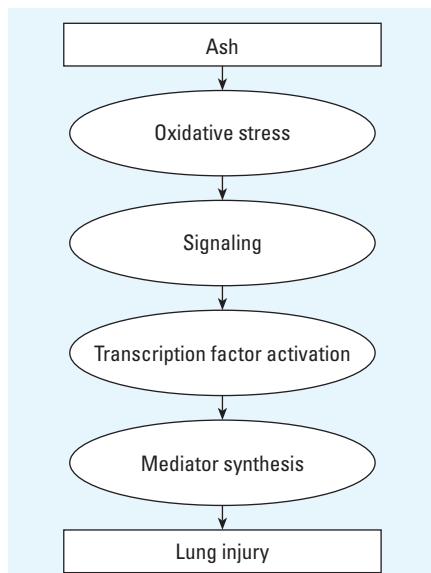 Ash
Oxidative stress
Signaling
Transcription factor activation
Mediator synthesis
Lung injury